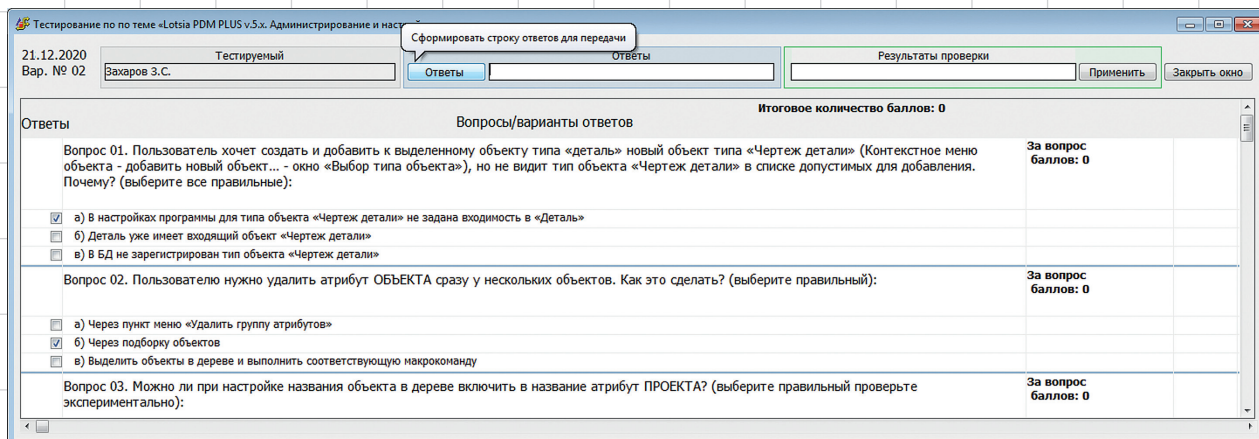 Тестирование по по теме «Lotsia PDM PLUS v.5.x. Администрирование и
Сформировать строку ответов для передачи
21.12.2020
Вар. № 02
Тестируемый
Захаров З.С.
Ответы
Ответы
Результаты проверки
Применить
Закрыть окно
Итоговое количество баллов: 0
Ответы
Вопросы/варианты ответов
Вопрос 01. Пользователь хочет создать и добавить к выделенному объекту типа «деталь» новый объект типа «Чертеж детали» (Контекстное меню
объекта - добавить новый объект... - окно «Выбор типа объекта»), но не видит тип объекта «Чертеж детали» в списке допустимых для добавления.
Почему? (выберите все правильные):
За вопрос
баллов: 0
а) В настройках программы для типа объекта «Чертеж детали» не задана входимость в «Деталь»
б) Деталь уже имеет входящий объект «Чертеж детали»
в) В БД не зарегистрирован тип объекта «Чертеж детали»
Вопрос 02. Пользователю нужно удалить атрибут ОБЪЕКТА сразу у нескольких объектов. Как это сделать? (выберите правильный):
За вопрос
баллов: 0
а) Через пункт меню «Удалить группу атрибутов»
б) Через подборку объектов
в) Выделить объекты в дереве и выполнить соответствующую макрокоманду
Вопрос 03. Можно ли при настройке названия объекта в дереве включить в название атрибут ПРОЕКТА? (выберите правильный проверьте
экспериментально):
За вопрос
баллов: 0